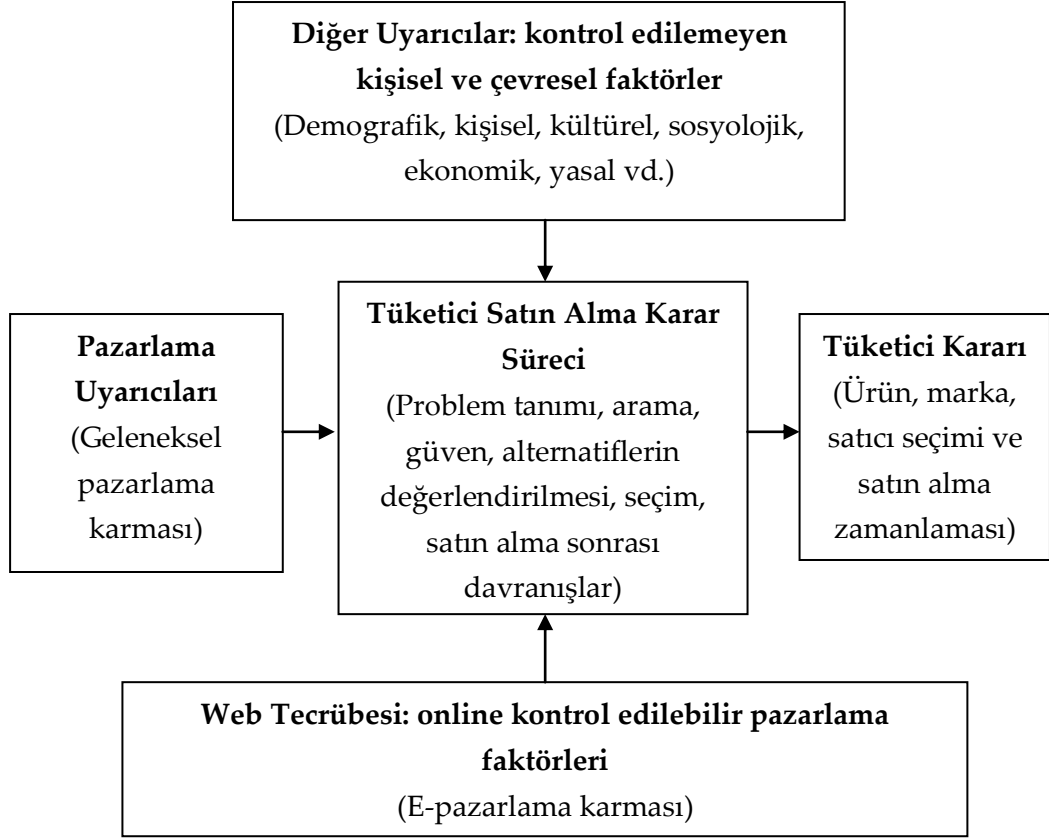 Diğer Uyarıcılar: kontrol edilemeyen
kişisel ve çevresel faktörler
(Demografik, kişisel, kültürel, sosyolojik,
ekonomik, yasal vd.)
Pazarlama
Uyarıcıları
(Geleneksel
pazarlama
karması)
Tüketici Satın Alma Karar
Süreci
(Problem tanımı, arama,
güven, alternatiflerin
değerlendirilmesi, seçim,
satın alma sonrası
davranışlar)
Tüketici Kararı
(Ürün, marka,
satıcı seçimi ve
satın alma
zamanlaması)
Web Tecrübesi: online kontrol edilebilir pazarlama
faktörleri
(E-pazarlama karması)